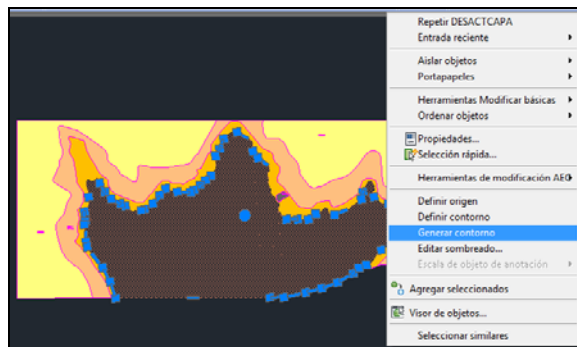 Repetir DESACTCAPA
Entrada reciente
Aislar objetos
Portapapeles
Herramientas Modificar básicas
Ordenar objetos
Propiedades...
Selección rápida...
Herramientas de modificación AEC
Definir origen
Definir contorno
Generar contorno
Editar sombreado...
Escala de objeto de anotación
Agregar seleccionados
Visor de objetos...
Seleccionar similares